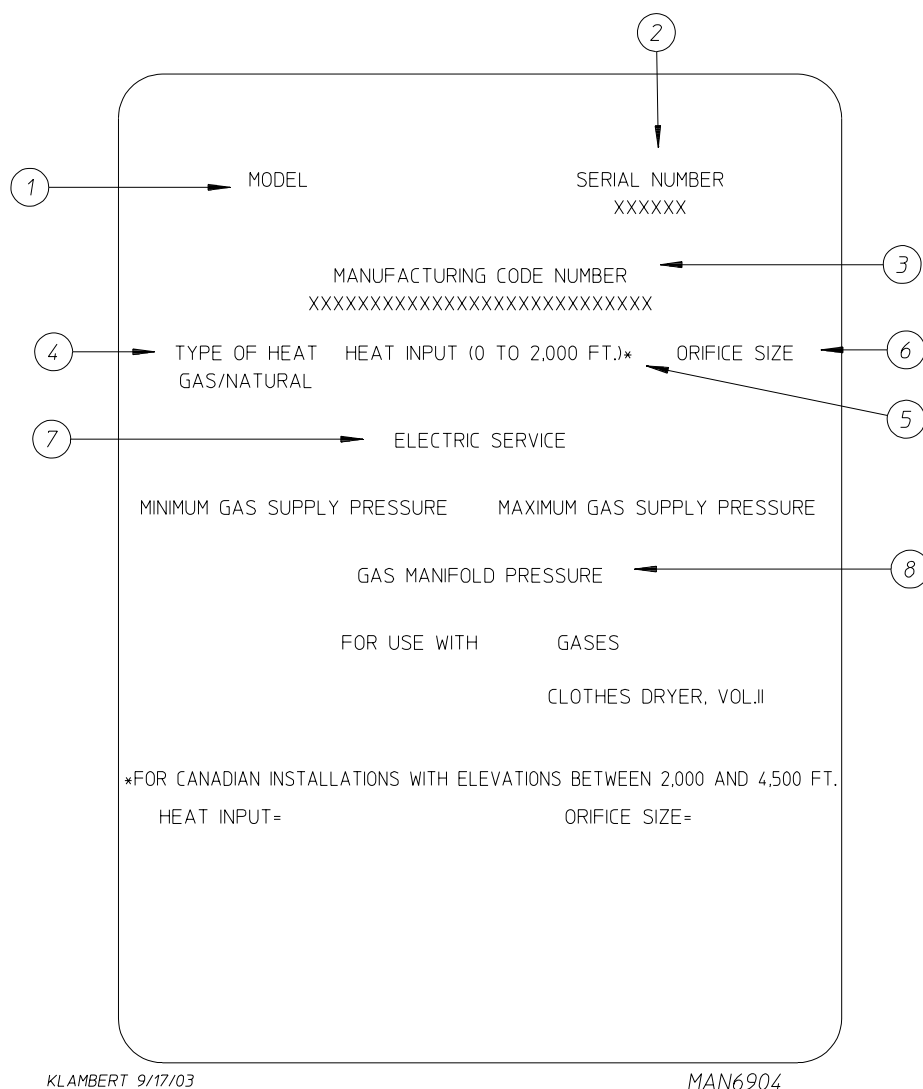 2
1 MODEL SERIAL NUMBER
XXXXXX
3
MANUFACTURING CODE NUMBER
XXXXXXXXXXXXXXXXXXXXXXXXXXXX
4 TYPE OF HEAT HEAT INPUT (0 TO 2,000 FT.)* ORIFICE SIZE 6
GAS/NATURAL
5
7 ELECTRIC SERVICE
MINIMUM GAS SUPPLY PRESSURE MAXIMUM GAS SUPPLY PRESSURE
GAS MANIFOLD PRESSURE 8
FOR USE WITH GASES
CLOTHES DRYER, VOL.II
*FOR CANADIAN INSTALLATIONS WITH ELEVATIONS BETWEEN 2,000 AND 4,500 FT.
HEAT INPUT= ORIFICE SIZE=
KLAMBERT 9/17/03 MAN6904